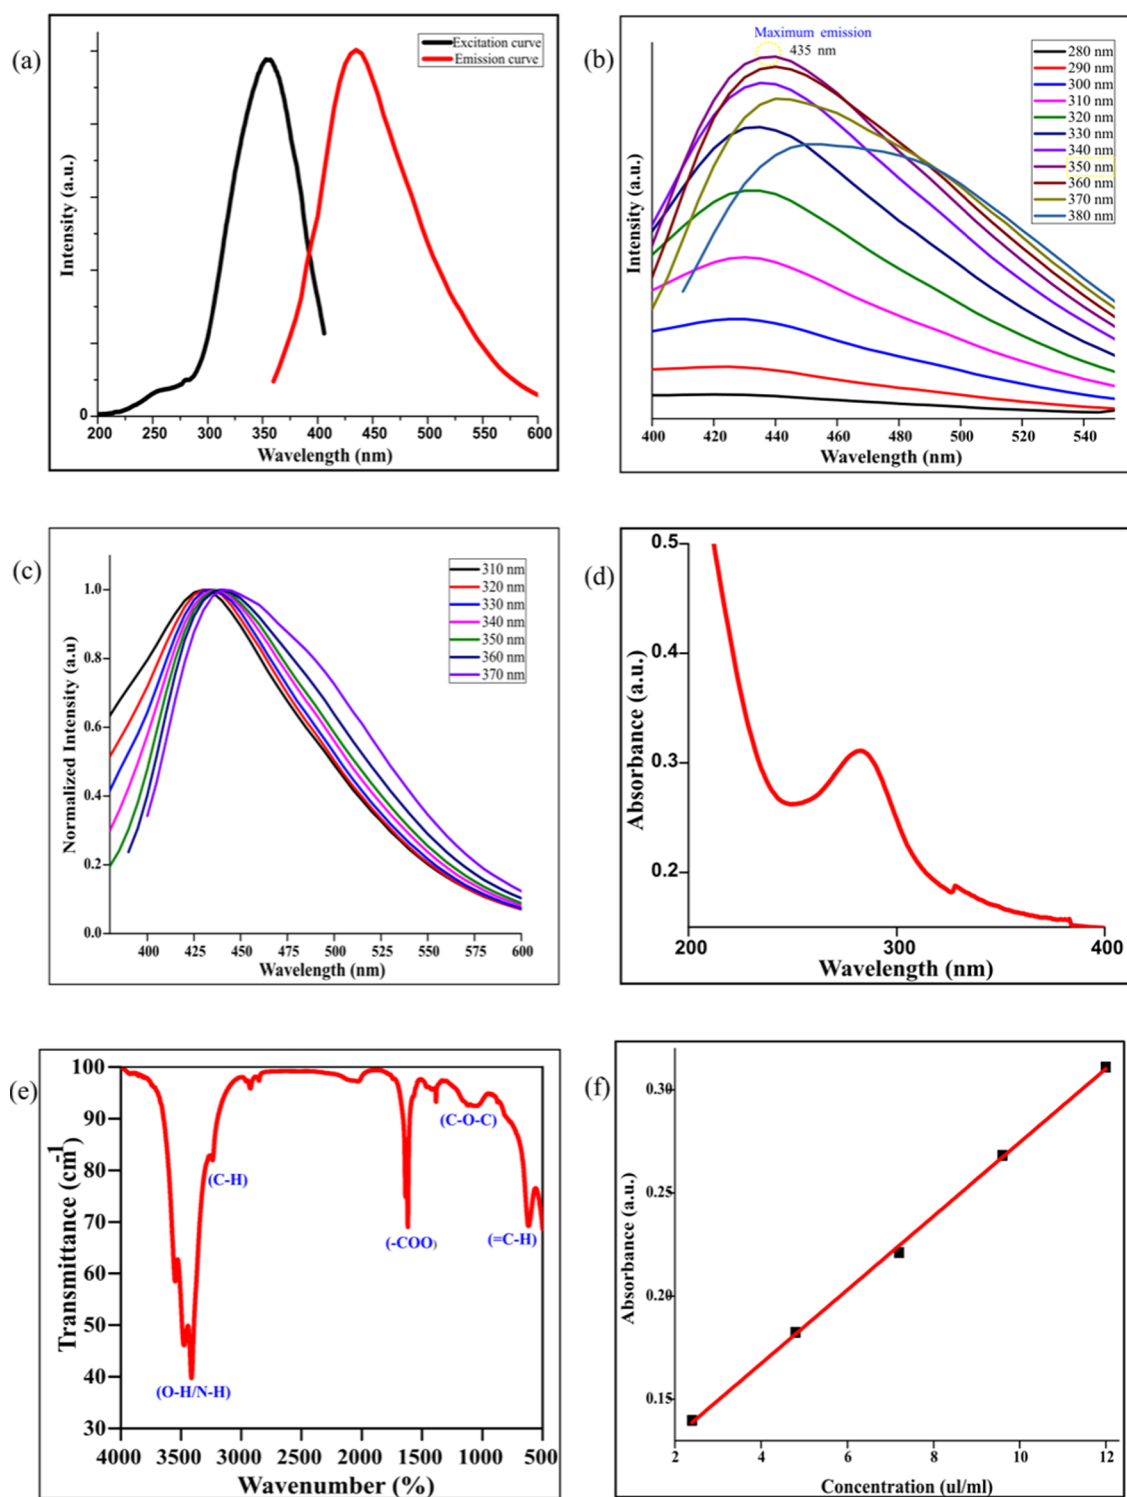 (a)
Excitation curve
Emission curve
Intensity (a.u.)
0
200 250 300 350 400 450 500 550 600
Wavelength (nm)
(b)
Maximum emission
435 nm
280 nm
290 nm
300 nm
310 nm
320 nm
330 nm
340 nm
350 nm
360 nm
370 nm
380 nm
Intensity (a.u.)
400 420 440 460 480 500 520 540
Wavelength (nm)
(c)
310 nm
320 nm
330 nm
340 nm
350 nm
360 nm
370 nm
Normalized Intensity (a.u)
1.0
0.8
0.6
0.4
0.2
0.0
400 425 450 475 500 525 550 575 600
Wavelength (nm)
(d)
0.5
0.4
0.3
0.2
Absorbance (a.u.)
200 300 400
Wavelength (nm)
(e)
100
90
80
70
60
50
40
30
Transmittance (cm-1)
(C-O-C)
(C-H)
(-COO)
(=C-H)
(O-H/N-H)
4000 3500 3000 2500 2000 1500 1000 500
Wavenumber (%)
(f)
0.30
0.25
0.20
0.15
Absorbance (a.u.)
2 4 6 8 10 12
Concentration (ul/ml)